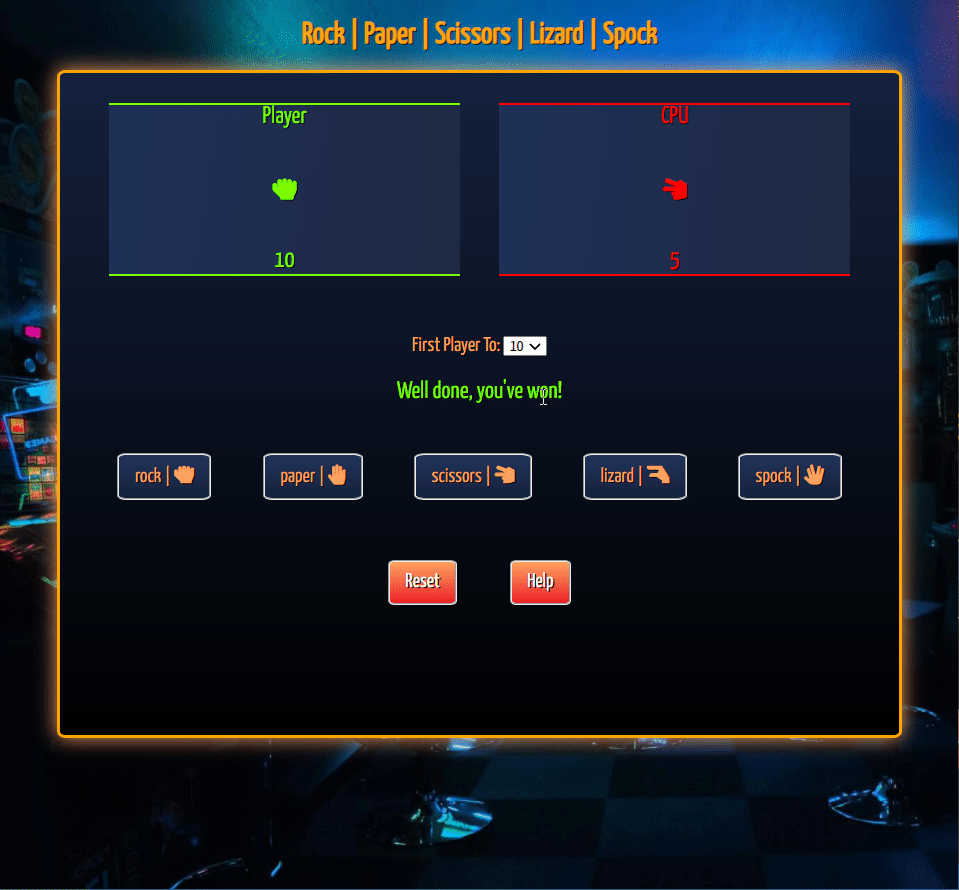 Rock | Paper | Scissors | Lizard | Spock
Player
CPU
10
5
First Player To: 10
Well done, you've won!
rock |
paper |
scissors |
lizard |
spock |
Reset
Help